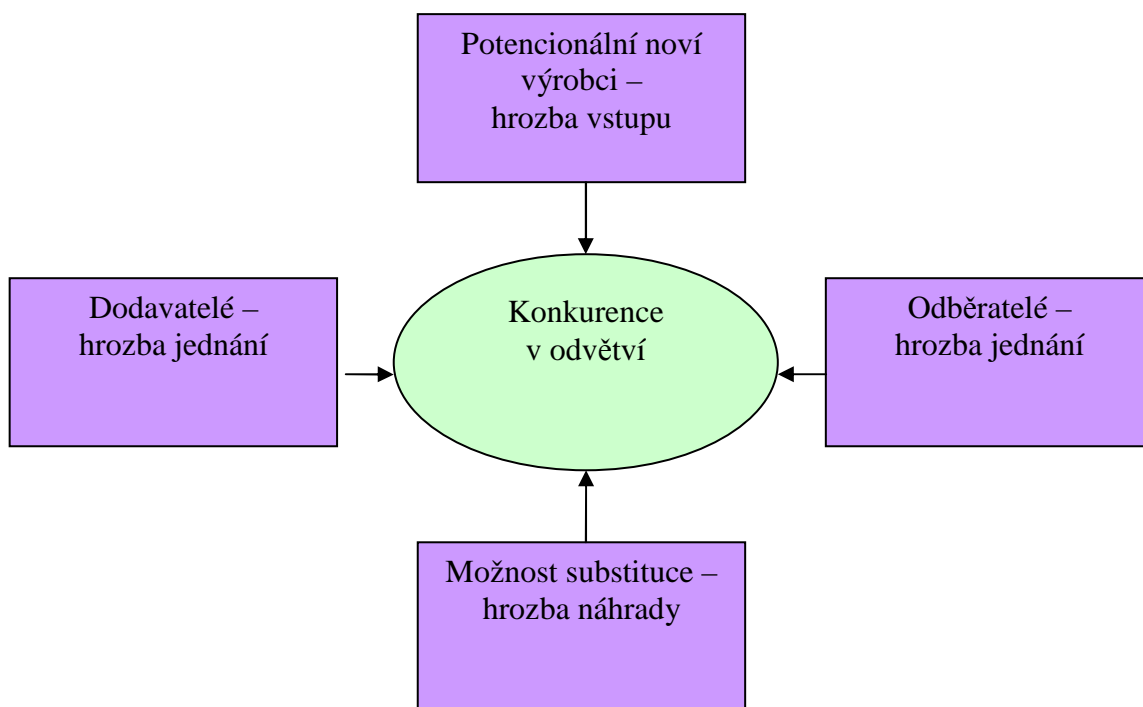 Potencionální noví
výrobci –
hrozba vstupu
Dodavatelé –
hrozba jednání
Konkurence
v odvětví
Odběratelé –
hrozba jednání
Možnost substituce –
hrozba náhrady